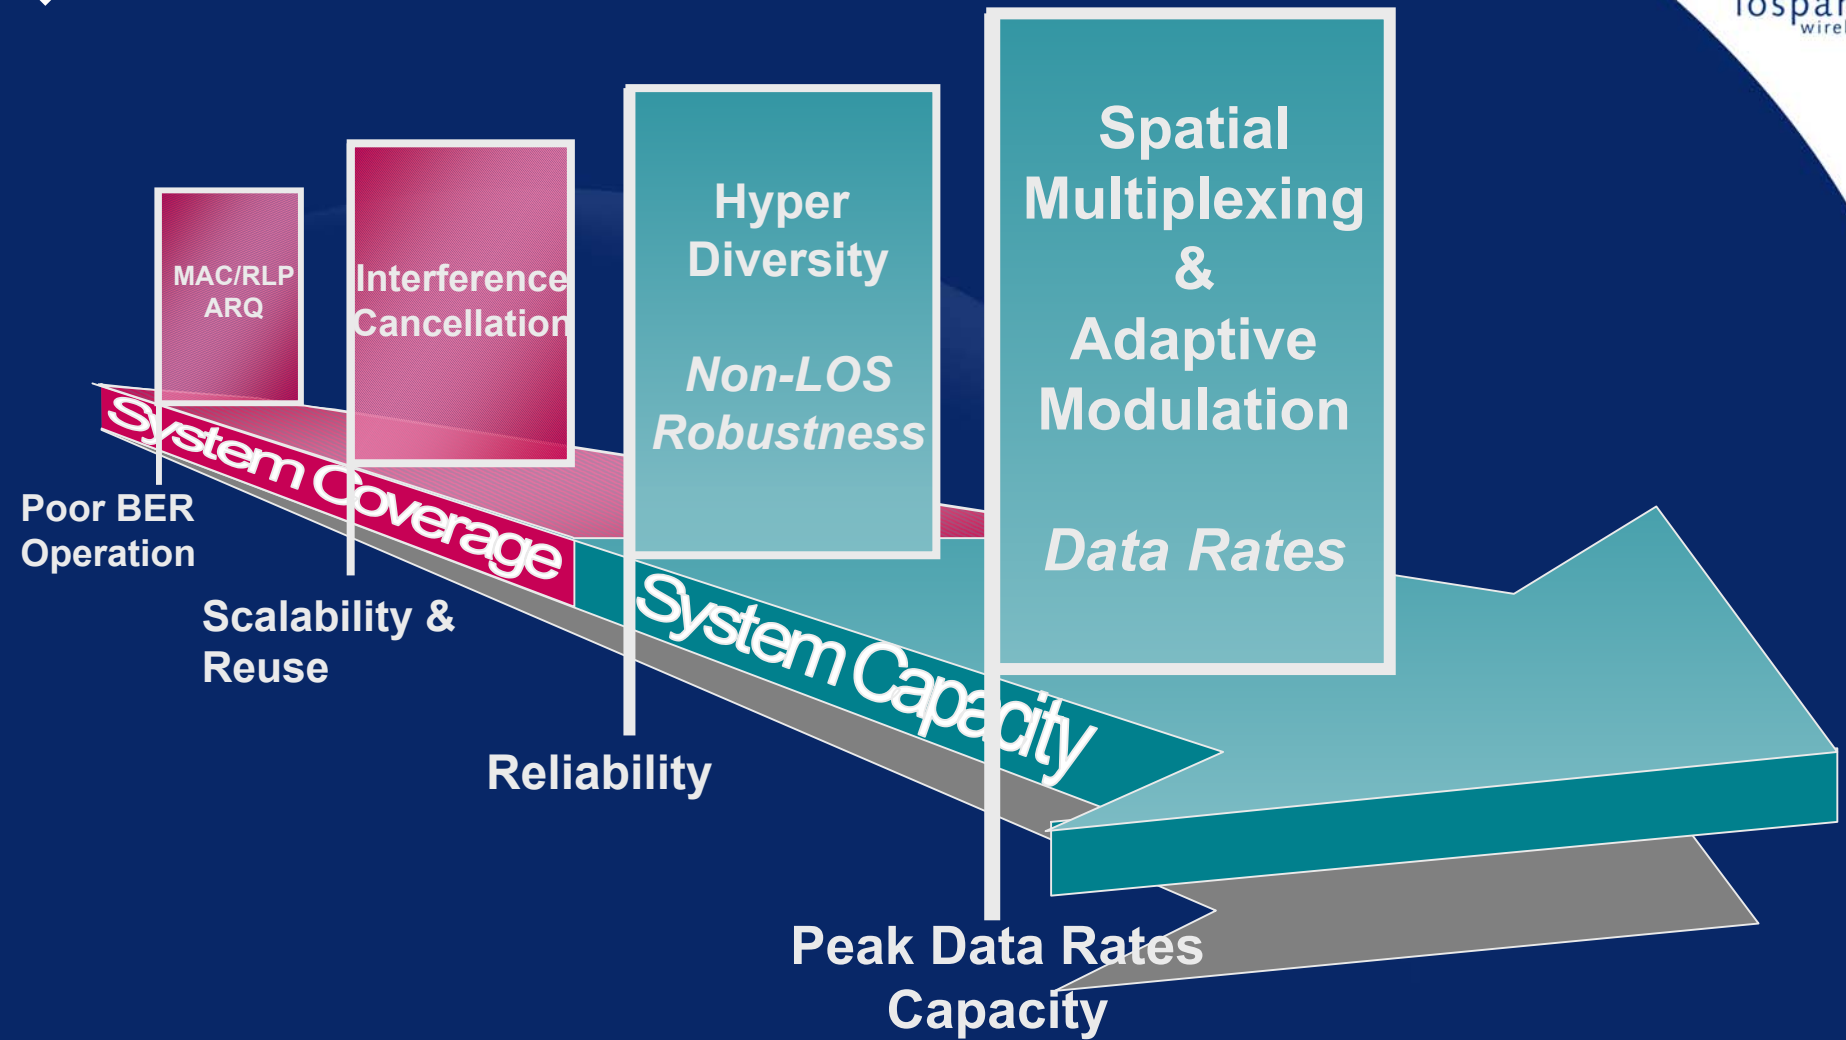 MAC/RLP
ARQ
Interference
Cancellation
Hyper
Diversity
Non-LOS
Robustness
Spatial
Multiplexing
&
Adaptive
Modulation
Data Rates
System Coverage
System Capacity
Poor BER
Operation
Scalability &
Reuse
Reliability
Peak Data Rates
Capacity